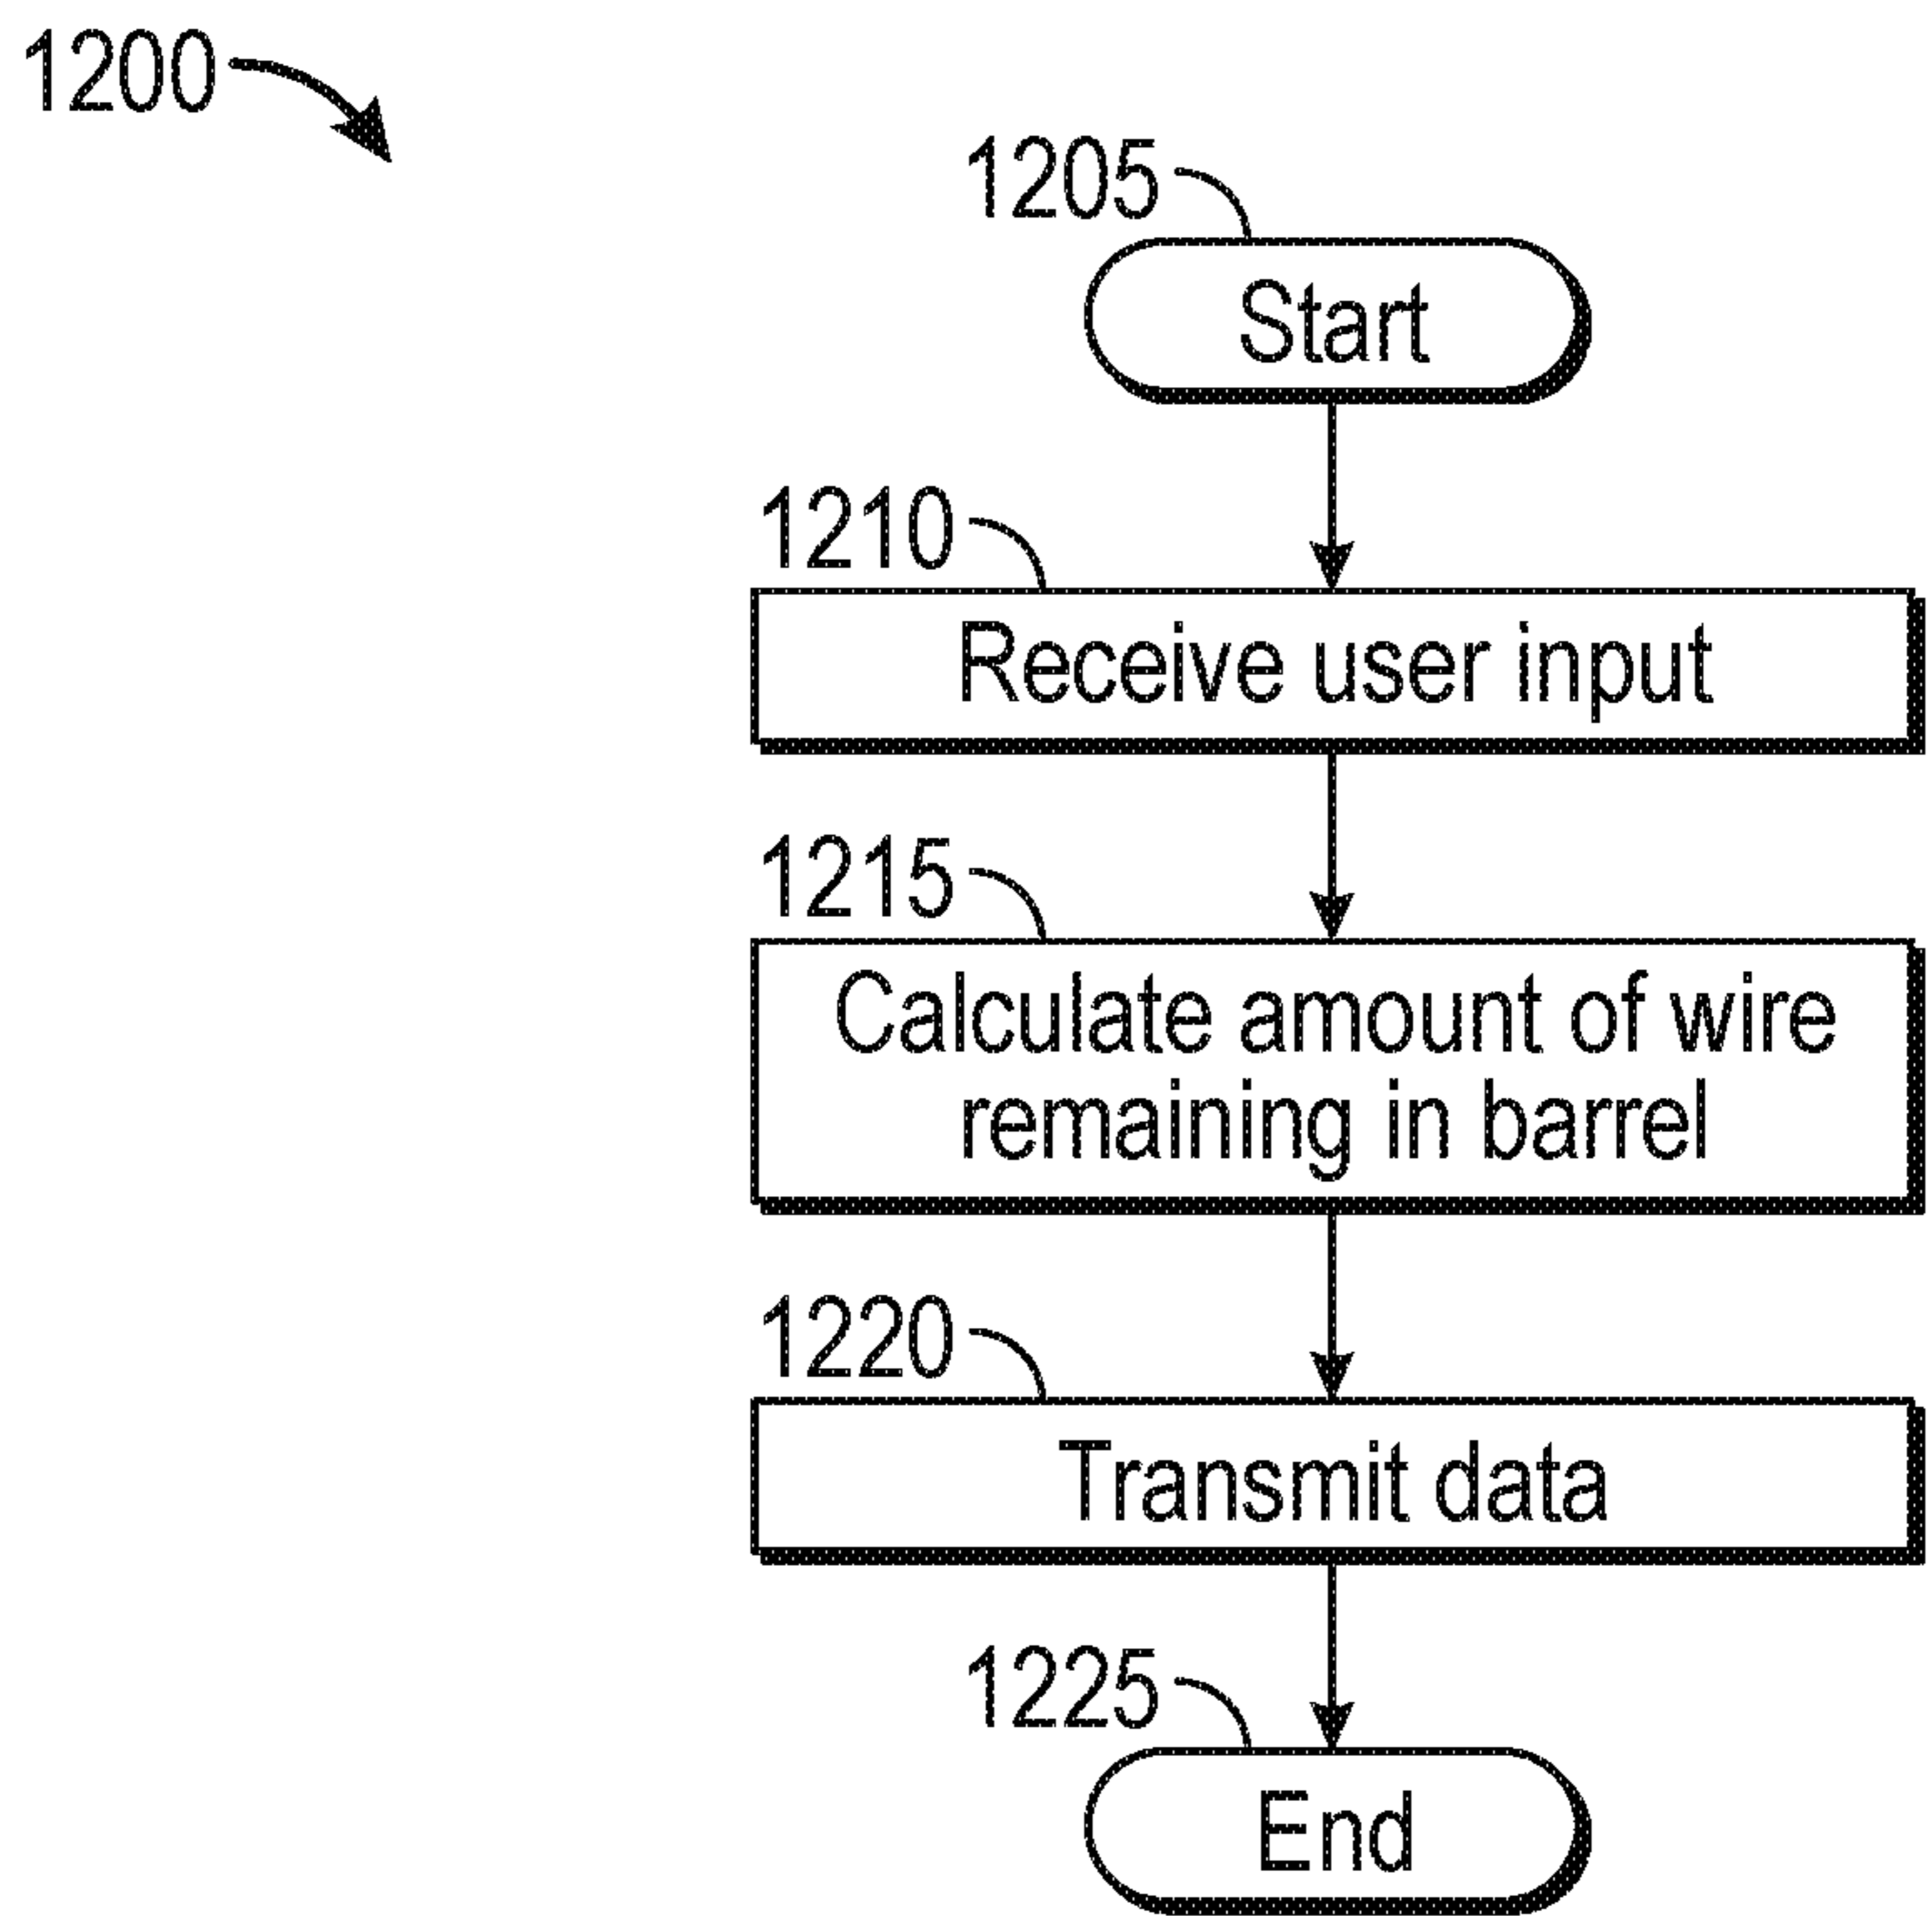 1200
1205
Start
1210
Receive user input
1215
Calculate amount of wire
remaining in barrel
1220
Transmit data
1225
End